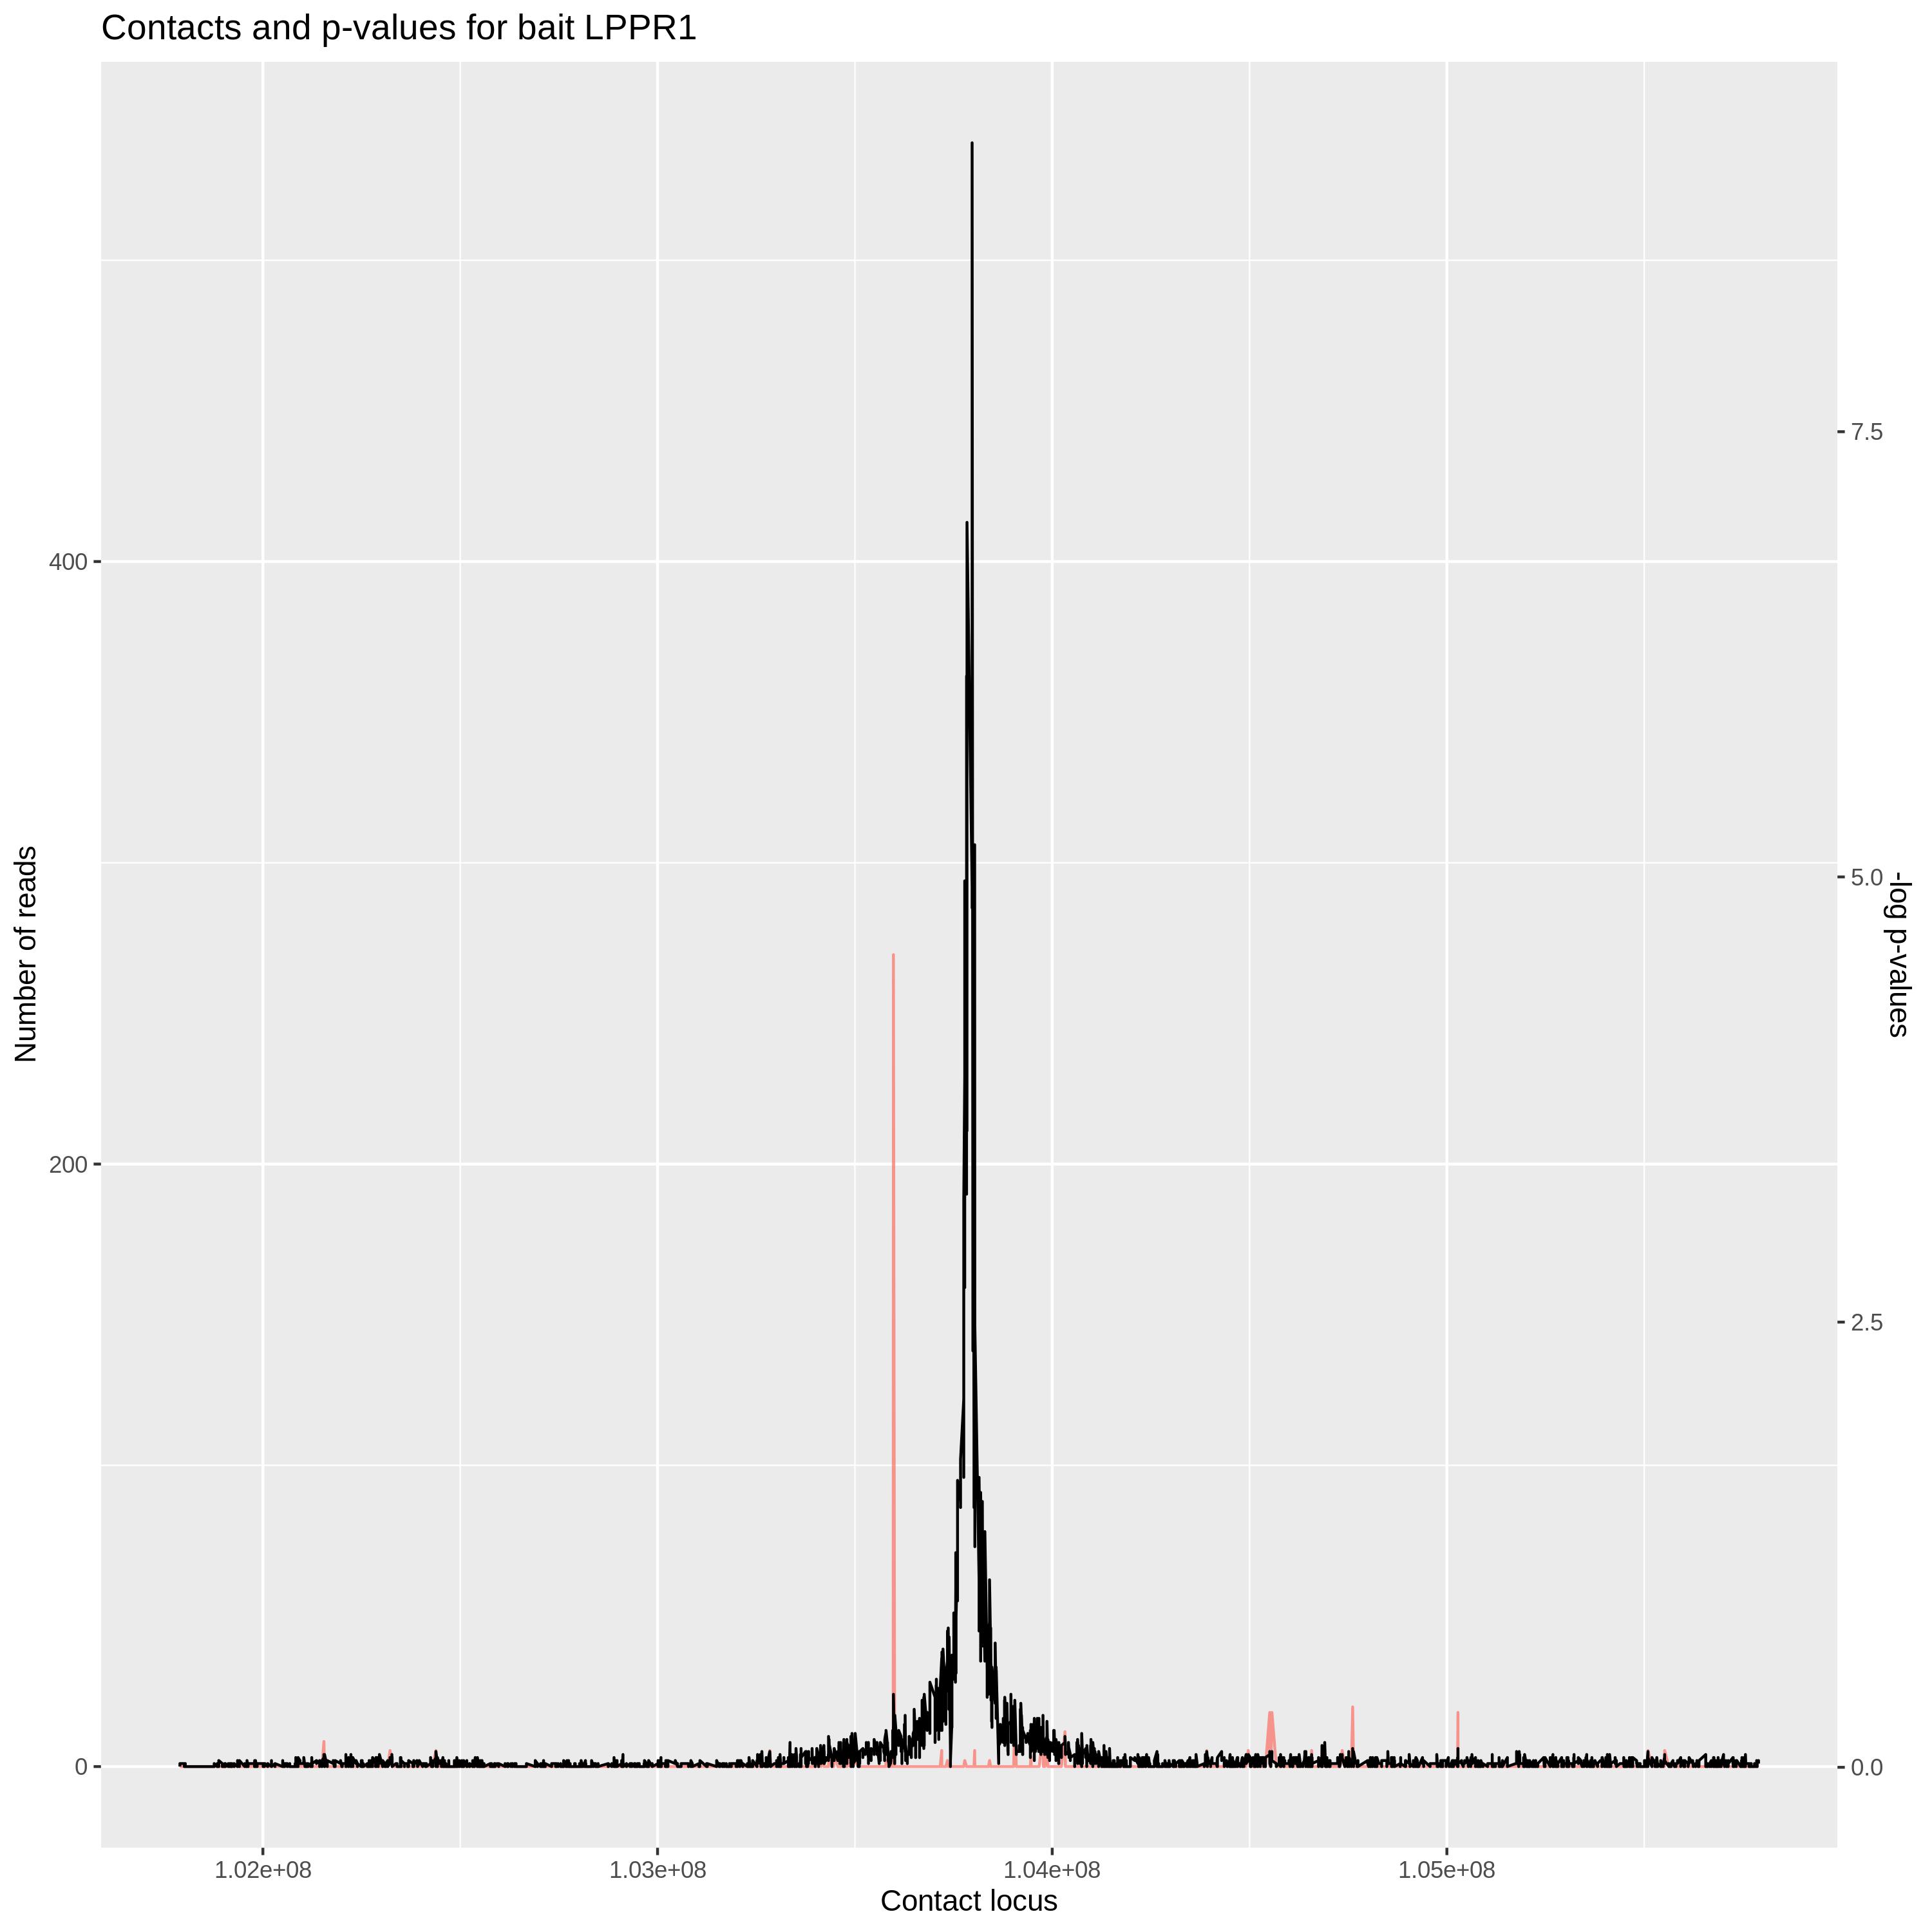 Contacts and p-values for bait LPPR1
Number of reads
400
200
0
7.5
5.0
2.5
0.0
-log p-values
1.02e+08 1.03e+08 1.04e+08 1.05e+08
Contact locus